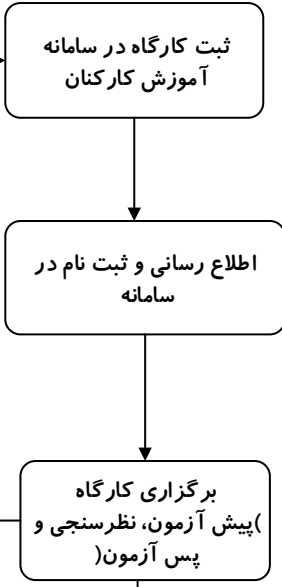 ثبت کارگاه در سامانه
آموزش کارکنان
اطلاع رسانی و ثبت نام در
سامانه
برگزاری کارگاه
)پیش آزمون، نظرسنجی و
پس آزمون(